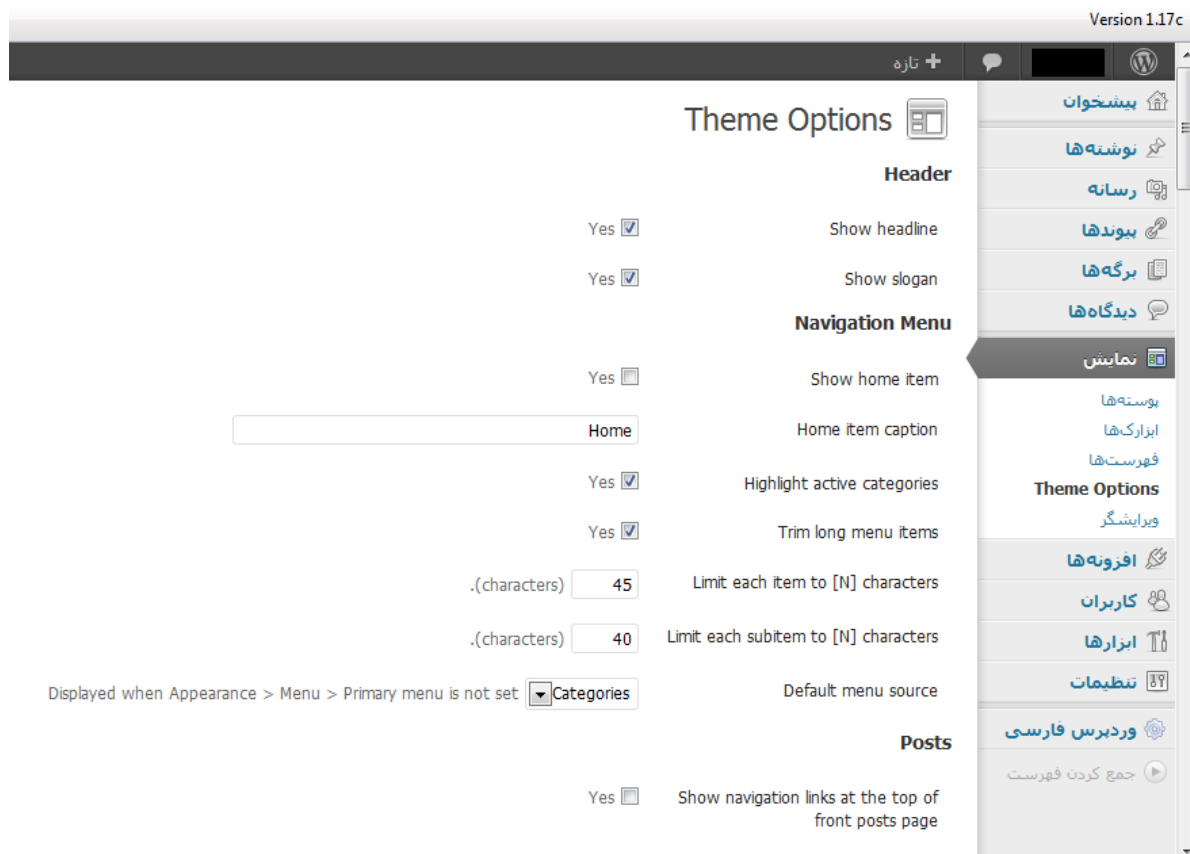 Version 1.17c
تازه
پیشخوان
نوشته‌ها
رسانه
پیوندها
برگه‌ها
دیدگاه‌ها
نمایش
پوسته‌ها
ابزارک‌ها
فهرست‌ها
Theme Options
ویرایشگر
افزونه‌ها
کاربران
ابزارها
تنظیمات
وردپرس فارسی
جمع کردن فهرست
Theme Options
Header
Show headline Yes
Show slogan Yes
Navigation Menu
Show home item Yes
Home item caption Home
Highlight active categories Yes
Trim long menu items Yes
Limit each item to [N] characters 45 (characters).
Limit each subitem to [N] characters 40 (characters).
Default menu source Categories Displayed when Appearance > Menu > Primary menu is not set
Posts
Show navigation links at the top of Yes
front posts page